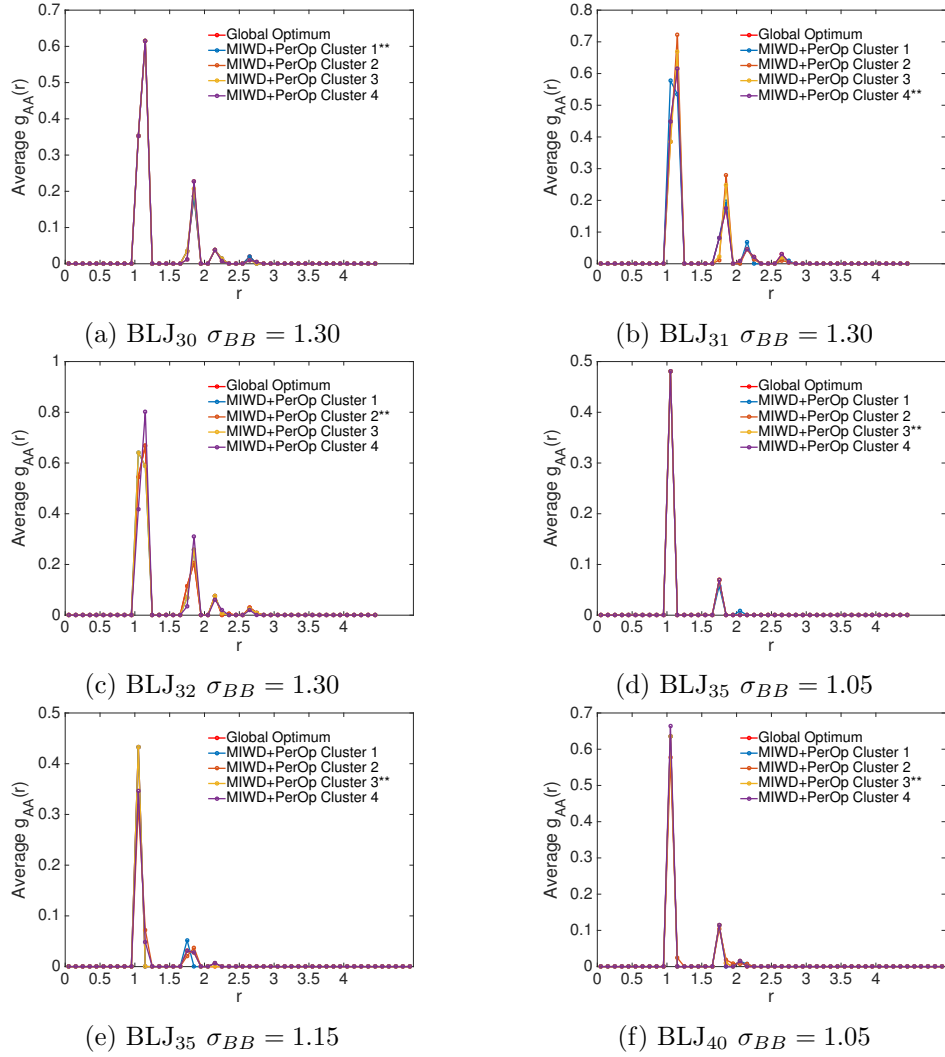 Average g_AA(r)
0.7
0.6
0.5
0.4
0.3
0.2
0.1
0
Global Optimum
MIWD+PerOp Cluster 1**
MIWD+PerOp Cluster 2
MIWD+PerOp Cluster 3
MIWD+PerOp Cluster 4
0 0.5 1 1.5 2 2.5 3 3.5 4
r
(a) BLJ₃₀ σ_BB = 1.30
Average g_AA(r)
0.8
0.7
0.6
0.5
0.4
0.3
0.2
0.1
0
Global Optimum
MIWD+PerOp Cluster 1
MIWD+PerOp Cluster 2
MIWD+PerOp Cluster 3
MIWD+PerOp Cluster 4**
0 0.5 1 1.5 2 2.5 3 3.5 4
r
(b) BLJ₃₁ σ_BB = 1.30
Average g_AA(r)
1
0.8
0.6
0.4
0.2
0
Global Optimum
MIWD+PerOp Cluster 1
MIWD+PerOp Cluster 2**
MIWD+PerOp Cluster 3
MIWD+PerOp Cluster 4
0 0.5 1 1.5 2 2.5 3 3.5 4
r
(c) BLJ₃₂ σ_BB = 1.30
Average g_AA(r)
0.5
0.4
0.3
0.2
0.1
0
Global Optimum
MIWD+PerOp Cluster 1
MIWD+PerOp Cluster 2
MIWD+PerOp Cluster 3**
MIWD+PerOp Cluster 4
0 0.5 1 1.5 2 2.5 3 3.5 4
r
(d) BLJ₃₅ σ_BB = 1.05
Average g_AA(r)
0.5
0.4
0.3
0.2
0.1
0
Global Optimum
MIWD+PerOp Cluster 1
MIWD+PerOp Cluster 2
MIWD+PerOp Cluster 3**
MIWD+PerOp Cluster 4
0 0.5 1 1.5 2 2.5 3 3.5 4
r
(e) BLJ₃₅ σ_BB = 1.15
Average g_AA(r)
0.7
0.6
0.5
0.4
0.3
0.2
0.1
0
Global Optimum
MIWD+PerOp Cluster 1
MIWD+PerOp Cluster 2
MIWD+PerOp Cluster 3**
MIWD+PerOp Cluster 4
0 0.5 1 1.5 2 2.5 3 3.5 4
r
(f) BLJ₄₀ σ_BB = 1.05